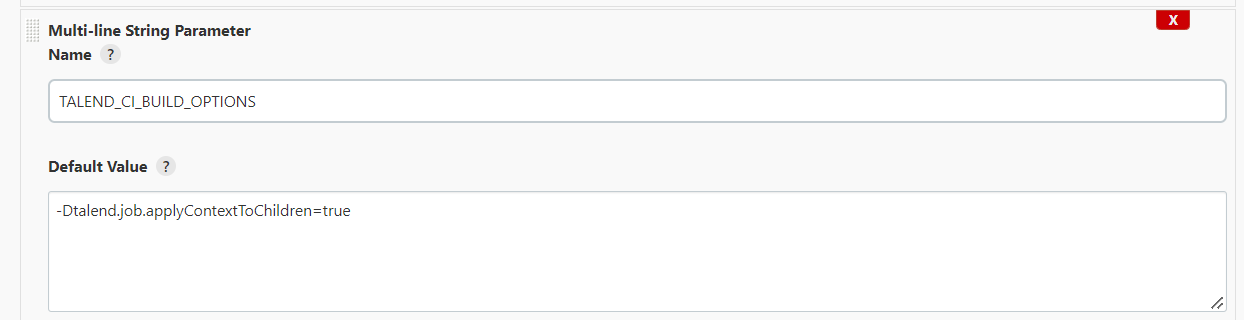 Multi-line String Parameter
X
Name ?
TALEND_CI_BUILD_OPTIONS
Default Value ?
-Dtalend.job.applyContextToChildren=true